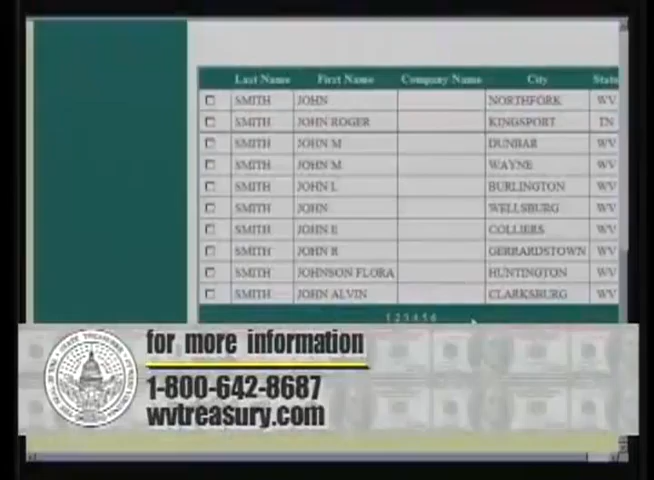 Last Name First Name Company Name City State
SMITH JOHN NORTHFORK WV
SMITH JOHN ROGER KINGSPORT TN
SMITH JOHN M DUNBAR WV
SMITH JOHN M WAYNE WV
SMITH JOHN L BURLINGTON WV
SMITH JOHN WELLSBURG WV
SMITH JOHN E COLLIERS WV
SMITH JOHN R GERRARDSTOWN WV
SMITH JOHNSON FLORA HUNTINGTON WV
SMITH JOHN ALVIN CLARKSBURG WV
1 2 3 4 5 6
for more information
1-800-642-8687
wvtreasury.com